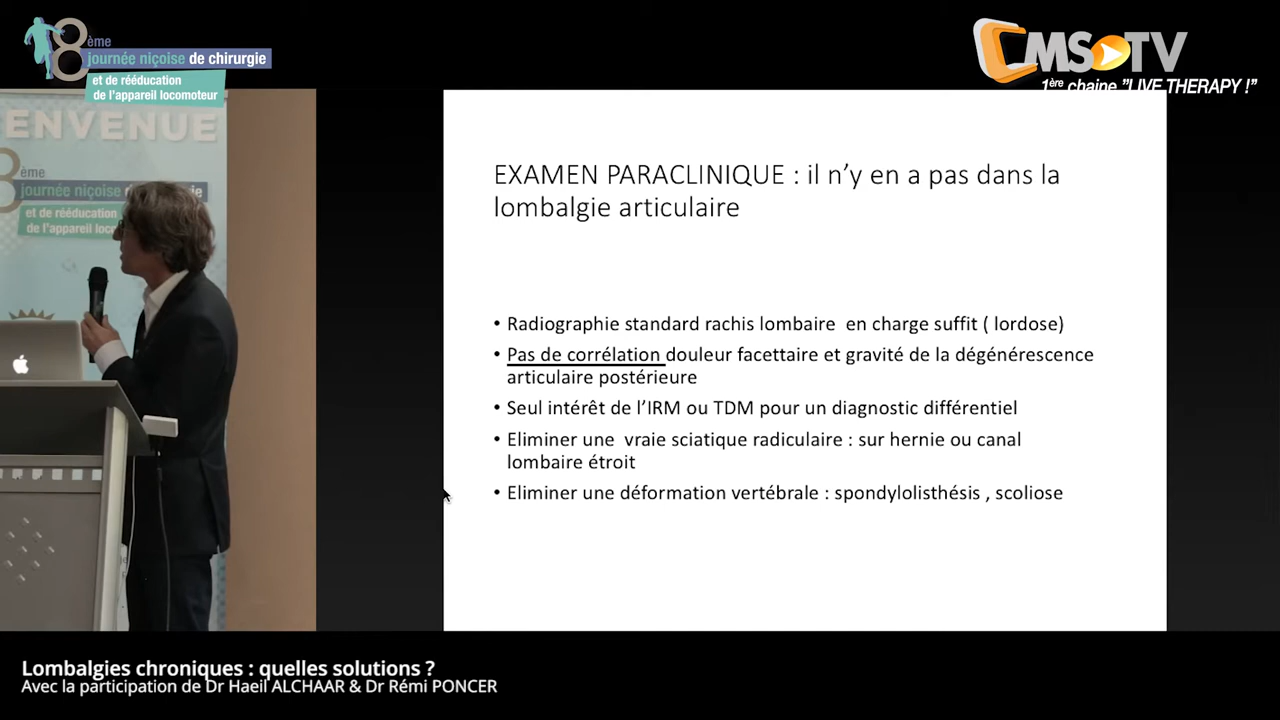 8ème
journée niçoise de chirurgie
et de rééducation
de l'appareil locomoteur
CMSoTV
1ère chaine "LIVE THERAPY !"
ENVENUE
8ème
journée niçoise
et de rééducation
de l'appareil
EXAMEN PARACLINIQUE : il n'y en a pas dans la
lombalgie articulaire
• Radiographie standard rachis lombaire en charge suffit ( lordose)
• Pas de corrélation douleur facettaire et gravité de la dégénérescence
articulaire postérieure
• Seul intérêt de l'IRM ou TDM pour un diagnostic différentiel
• Eliminer une vraie sciatique radiculaire : sur hernie ou canal
lombaire étroit
• Eliminer une déformation vertébrale : spondylolisthésis , scoliose
Lombalgies chroniques : quelles solutions ?
Avec la participation de Dr Haeil ALCHAAR & Dr Rémi PONCER